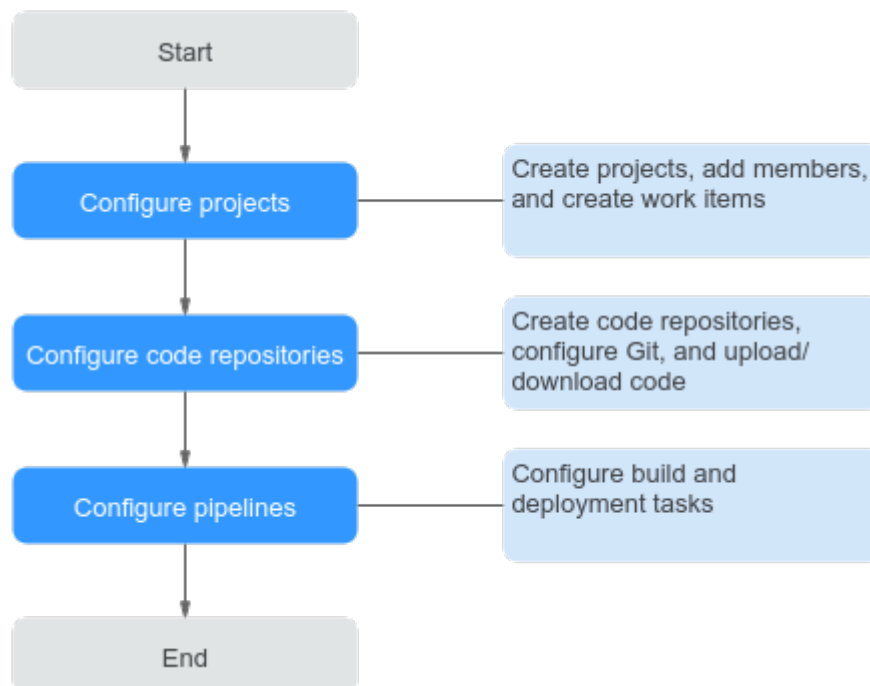 Start
Configure projects
Create projects, add members,
and create work items
Configure code repositories
Create code repositories,
configure Git, and upload/
download code
Configure pipelines
Configure build and
deployment tasks
End